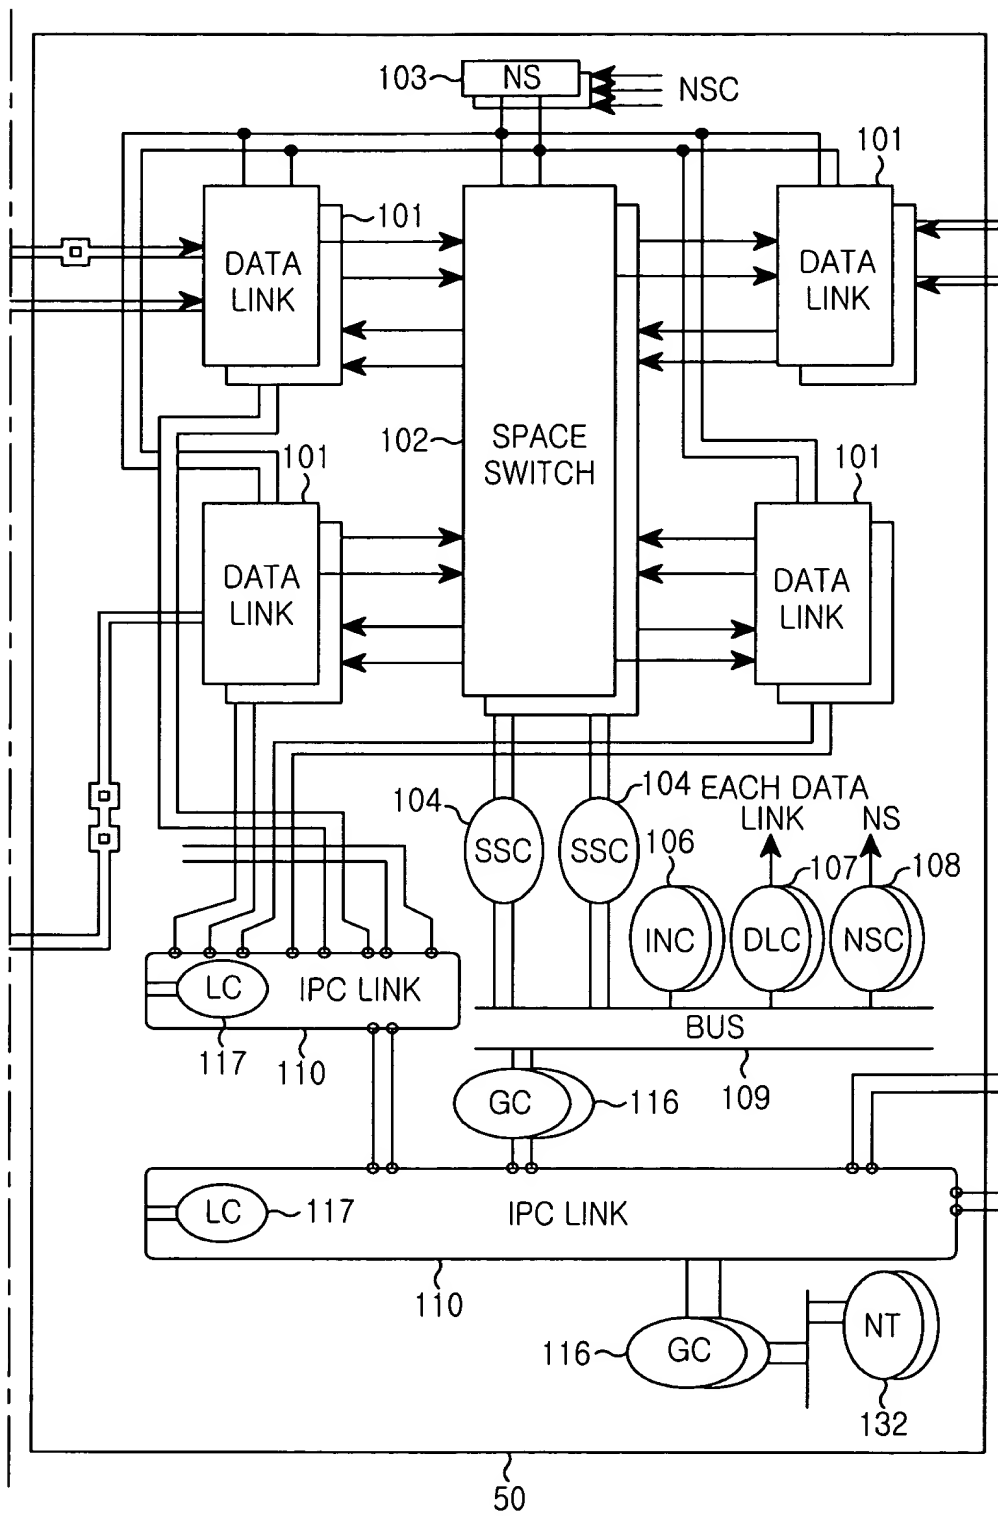 103
NS
NSC
101
101
DATA
LINK
DATA
LINK
102
SPACE
SWITCH
101
101
DATA
LINK
DATA
LINK
104
SSC
104
SSC
EACH DATA
LINK
NS
106
107
108
INC
DLC
NSC
LC
IPC LINK
117
110
BUS
109
GC
116
LC
117
IPC LINK
110
116
GC
NT
132
50